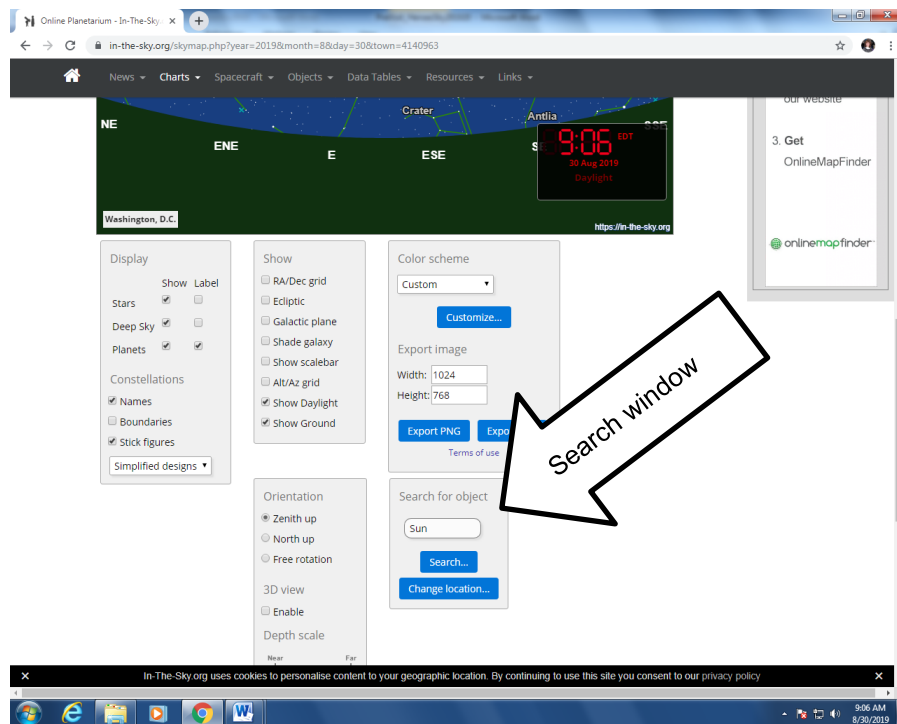 Online Planetarium - In-The-Sky
in-the-sky.org/skymap.php?year=2019&month=8&day=30&town=4140963
News Charts Spacecraft Objects Data Tables Resources Links
our website
3. Get
OnlineMapFinder
onlinemapfinder
Crater
Antlia
NE
ENE
E
ESE
SSE
9:06 EDT
30 Aug 2019
Daylight
Washington, D.C.
https://in-the-sky.org
Display
Show Label
Stars
Deep Sky
Planets
Constellations
Names
Boundaries
Stick figures
Simplified designs
Show
RA/Dec grid
Ecliptic
Galactic plane
Shade galaxy
Show scalebar
Alt/Az grid
Show Daylight
Show Ground
Color scheme
Custom
Customize...
Export image
Width: 1024
Height: 768
Export PNG
Terms of use
Search window
Orientation
Zenith up
North up
Free rotation
3D view
Enable
Depth scale
Near Far
Search for object
Sun
Search...
Change location...
In-The-Sky.org uses cookies to personalise content to your geographic location. By continuing to use this site you consent to our privacy policy
9:06 AM
8/30/2019